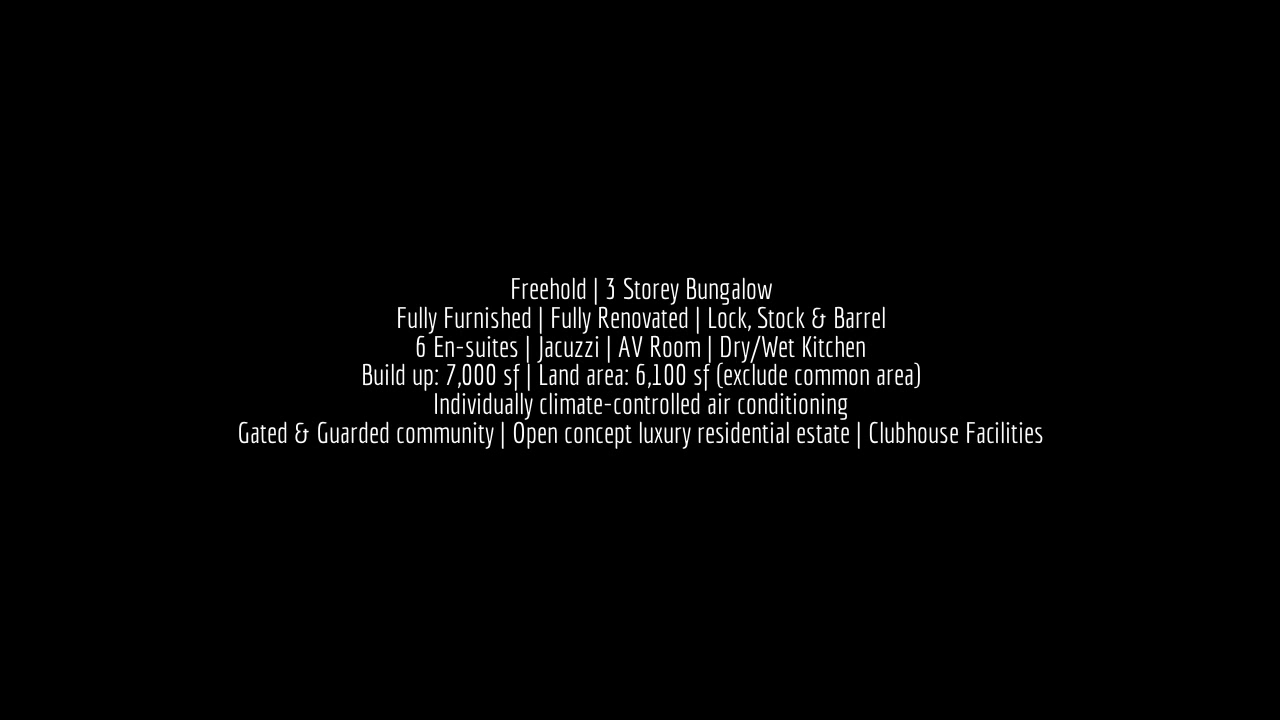 Freehold | 3 Storey Bungalow
Fully Furnished | Fully Renovated | Lock, Stock & Barrel
6 En-suites | Jacuzzi | AV Room | Dry/Wet Kitchen
Build up: 7,000 sf | Land area: 6,100 sf (exclude common area)
Individually climate-controlled air conditioning
Gated & Guarded community | Open concept luxury residential estate | Clubhouse Facilities